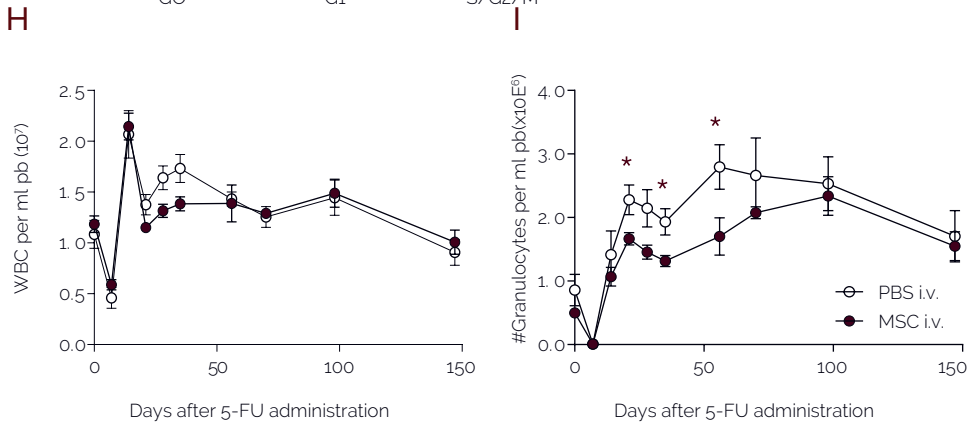 G0 G1 S/G2/M
H I
WBC per ml pb (10⁷)
2.5
2.0
1.5
1.0
0.5
0.0
0 50 100 150
Days after 5-FU administration
#Granulocytes per ml pb(x10E⁶)
4.0
3.0
2.0
1.0
0.0
* * *
PBS i.v.
MSC i.v.
0 50 100 150
Days after 5-FU administration